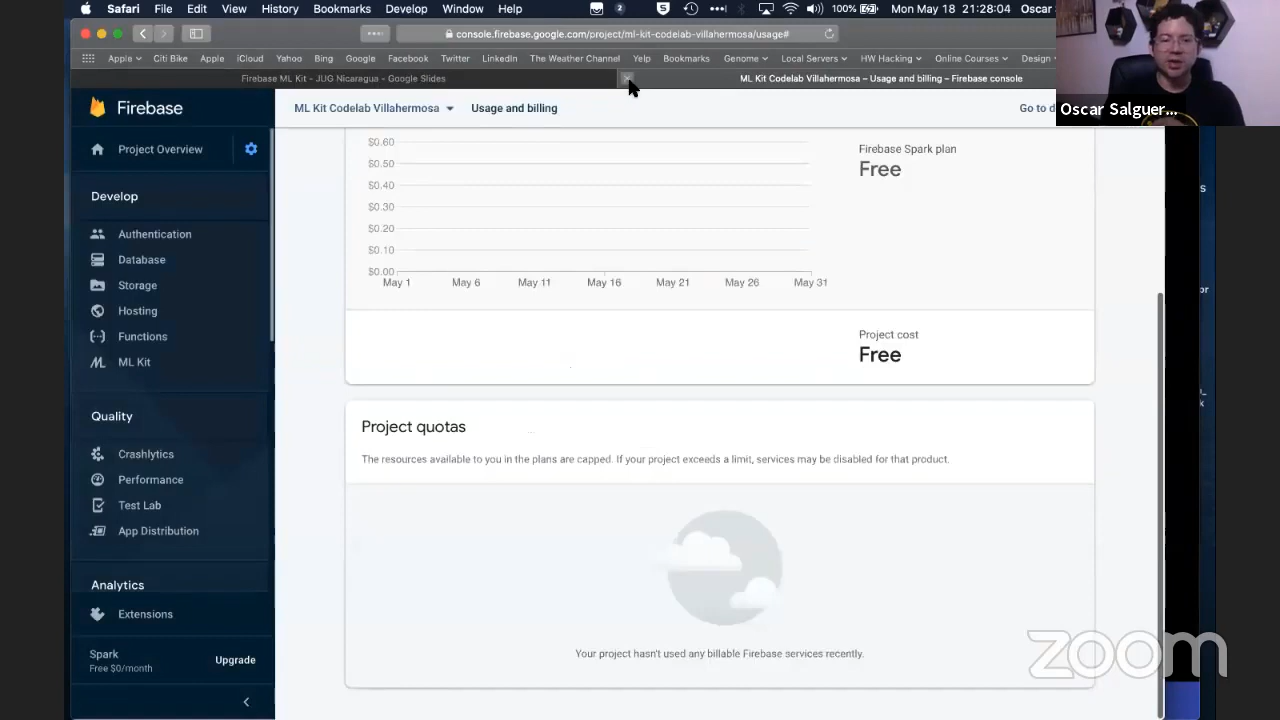 Safari File Edit View History Bookmarks Develop Window Help 2 S 100% Mon May 18 21:28:04 Oscar S
console.firebase.google.com/project/ml-kit-codelab-villahermosa/usage#
Apple Citi Bike Apple iCloud Yahoo Bing Google Facebook Twitter LinkedIn The Weather Channel Yelp Bookmarks Genome Local Servers HW Hacking Online Courses Design
Firebase ML Kit - JUG Nicaragua – Google Slides ML Kit Codelab Villahermosa – Usage and billing – Firebase console
Oscar Salguer...
Firebase
ML Kit Codelab Villahermosa Usage and billing Go to d
Project Overview
Develop
Authentication
Database
Storage
Hosting
Functions
ML Kit
Quality
Crashlytics
Performance
Test Lab
App Distribution
Analytics
Extensions
Spark
Free $0/month
Upgrade
$0.60
$0.50
$0.40
$0.30
$0.20
$0.10
$0.00
May 1 May 6 May 11 May 16 May 21 May 26 May 31
Firebase Spark plan
Free
Project cost
Free
Project quotas
The resources available to you in the plans are capped. If your project exceeds a limit, services may be disabled for that product.
Your project hasn't used any billable Firebase services recently.
zoom